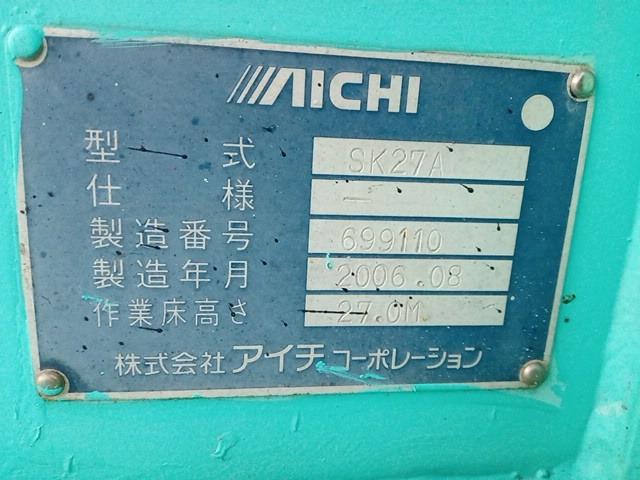 AICHI
型式 SK27A
仕様 —
製造番号 699110
製造年月 2006.08
作業床高さ 27.0M
株式会社 アイチ コーポレーション